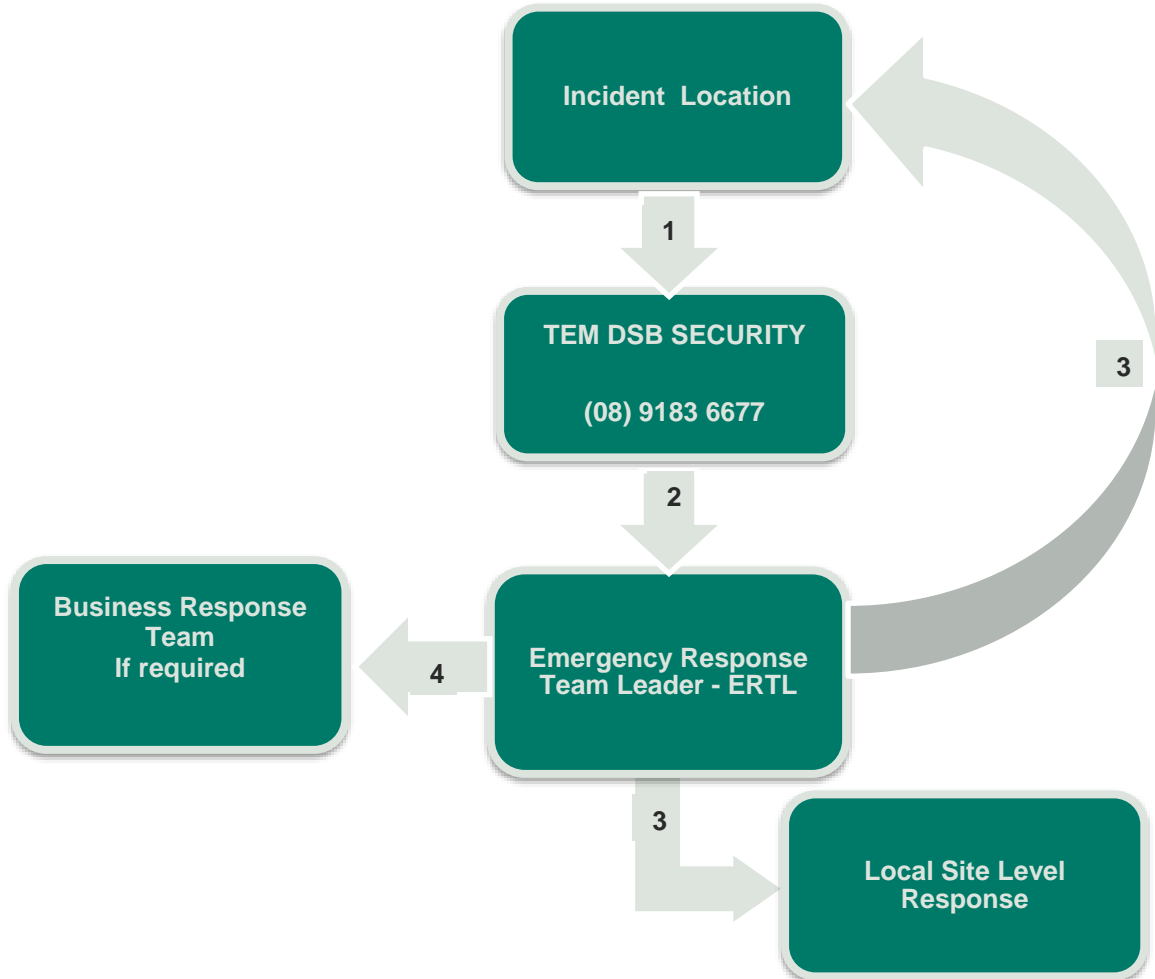 Incident Location
1
TEM DSB SECURITY
(08) 9183 6677
3
2
Business Response
Team
If required
4
Emergency Response
Team Leader - ERTL
3
Local Site Level
Response